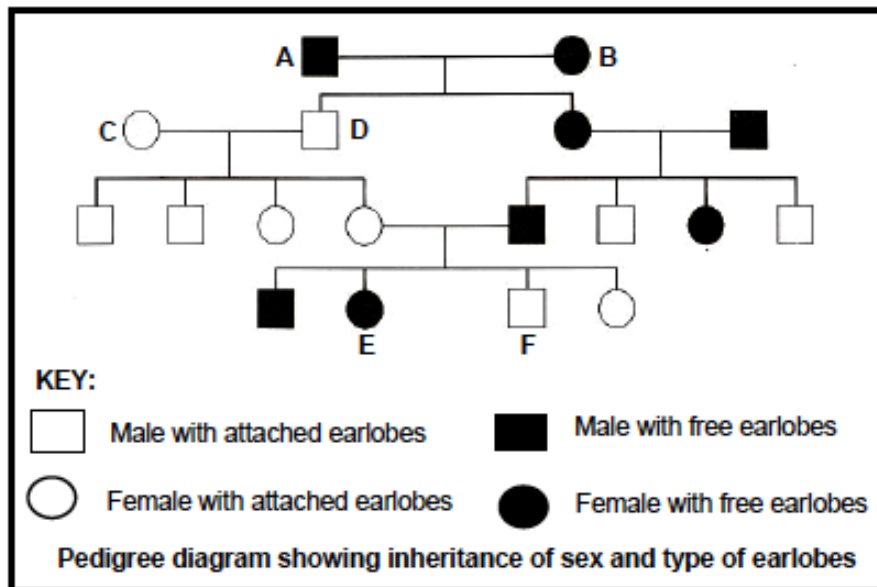 A B
C D
E F
KEY:
Male with attached earlobes Male with free earlobes
Female with attached earlobes Female with free earlobes
Pedigree diagram showing inheritance of sex and type of earlobes